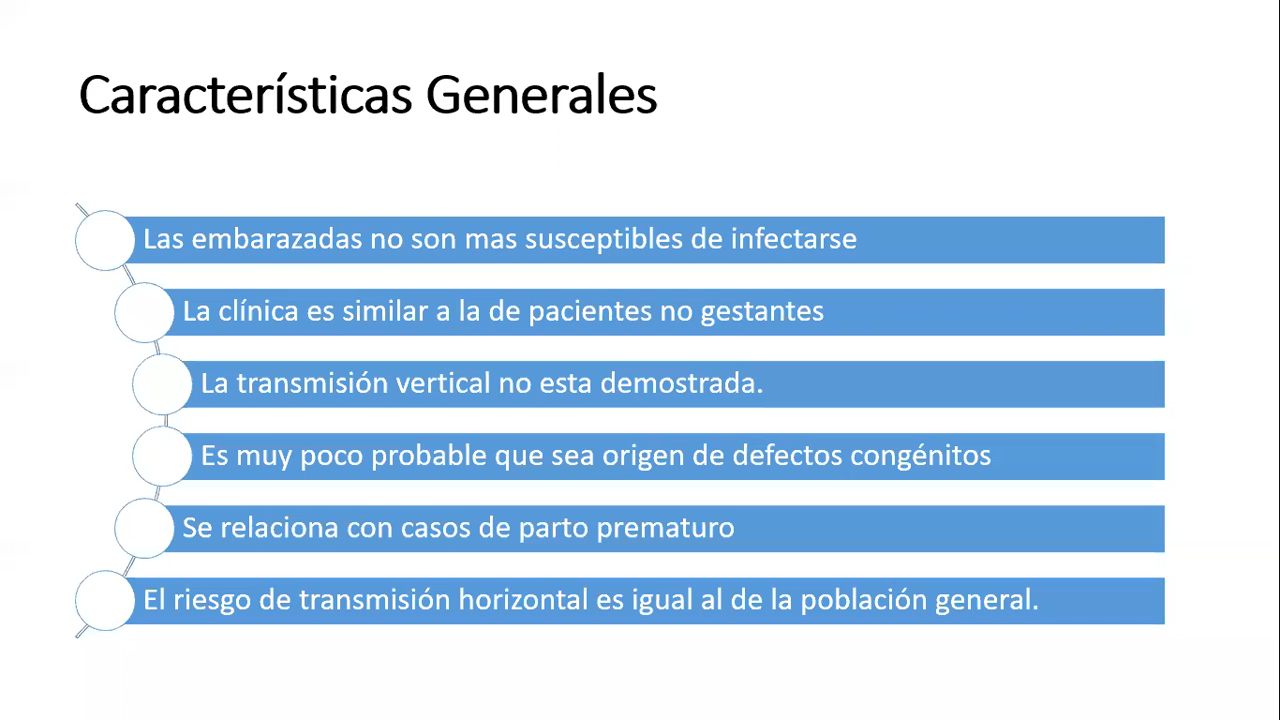 Características Generales
Las embarazadas no son mas susceptibles de infectarse
La clínica es similar a la de pacientes no gestantes
La transmisión vertical no esta demostrada.
Es muy poco probable que sea origen de defectos congénitos
Se relaciona con casos de parto prematuro
El riesgo de transmisión horizontal es igual al de la población general.